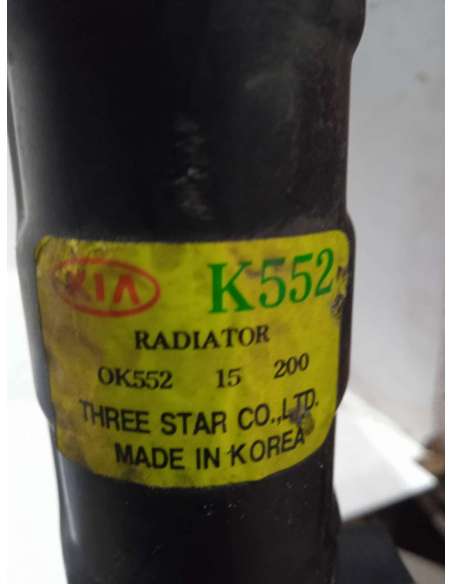 KIA K552
RADIATOR
OK552 15 200
THREE STAR CO.,LTD.
MADE IN KOREA